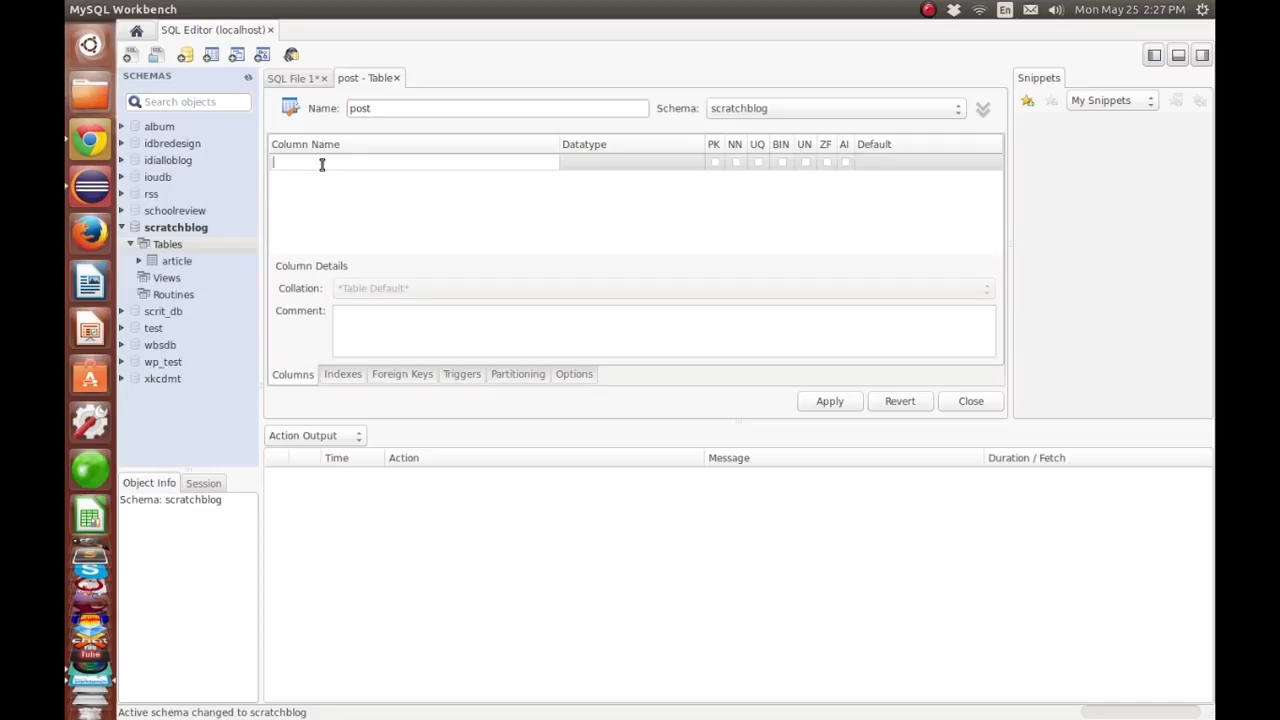 MySQL Workbench
En
Mon May 25 2:27 PM
SQL Editor (localhost) ×
SCHEMAS
Search objects
album
idbredesign
idialloblog
ioudb
rss
schoolreview
scratchblog
Tables
article
Views
Routines
scrit_db
test
wbsdb
wp_test
xkcdmt
Object Info
Session
Schema: scratchblog
SQL File 1* ×
post - Table ×
Name: post
Schema: scratchblog
Column Name Datatype PK NN UQ BIN UN ZF AI Default
Column Details
Collation: *Table Default*
Comment:
Columns Indexes Foreign Keys Triggers Partitioning Options
Apply Revert Close
Action Output
Time Action Message Duration / Fetch
Snippets
My Snippets
Active schema changed to scratchblog